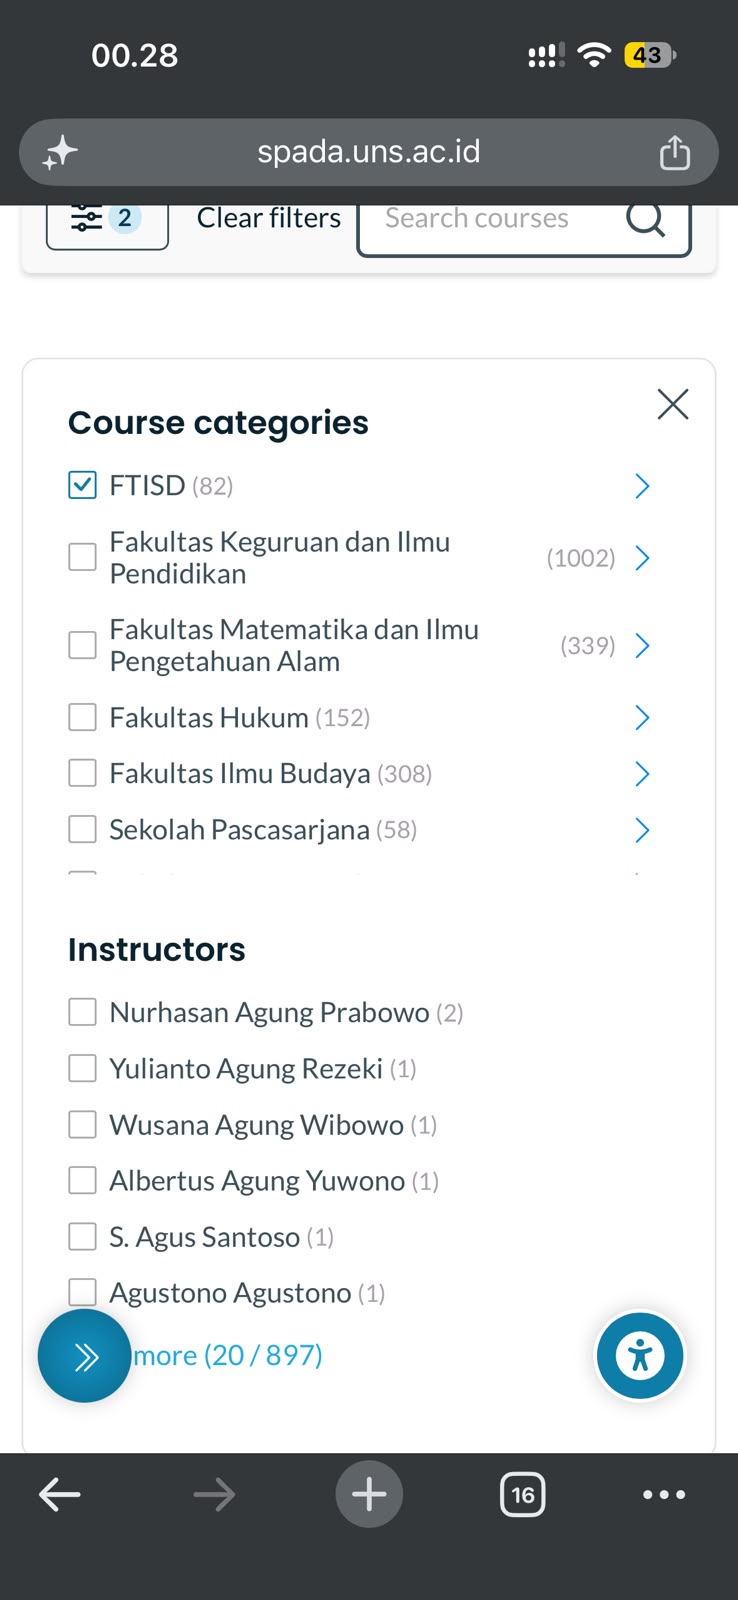 00.28
43
spada.uns.ac.id
2
Clear filters
Search courses
Course categories
FTISD (82)
Fakultas Keguruan dan Ilmu
Pendidikan
(1002)
Fakultas Matematika dan Ilmu
Pengetahuan Alam
(339)
Fakultas Hukum (152)
Fakultas Ilmu Budaya (308)
Sekolah Pascasarjana (58)
Instructors
Nurhasan Agung Prabowo (2)
Yulianto Agung Rezeki (1)
Wusana Agung Wibowo (1)
Albertus Agung Yuwono (1)
S. Agus Santoso (1)
Agustono Agustono (1)
more (20 / 897)
16